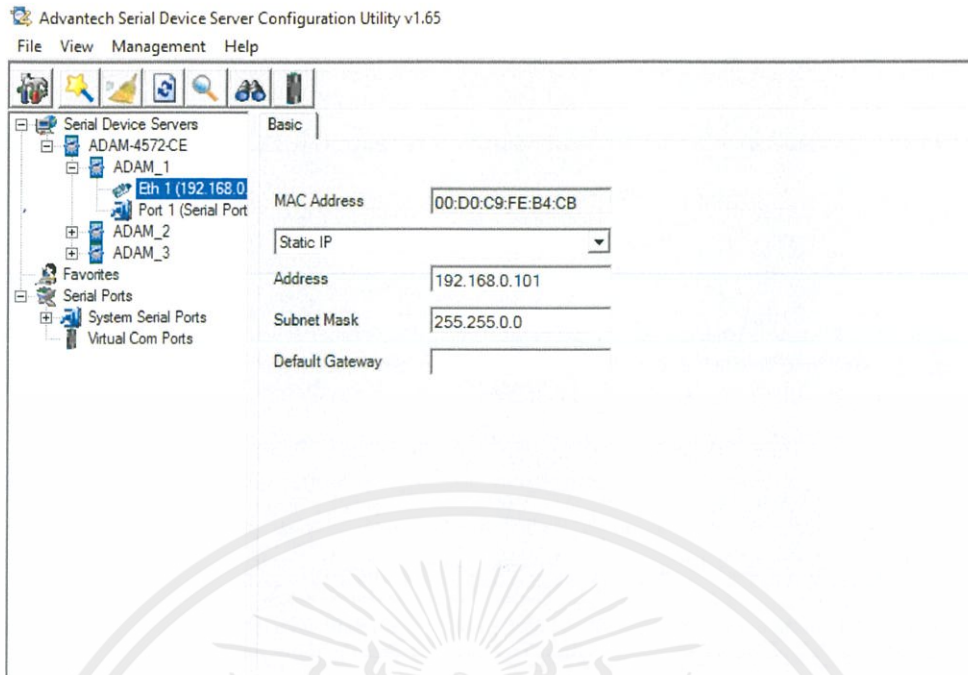 Advantech Serial Device Server Configuration Utility v1.65
File View Management Help
Serial Device Servers
ADAM-4572-CE
ADAM_1
Eth 1 (192.168.0.
Port 1 (Serial Port
ADAM_2
ADAM_3
Favorites
Serial Ports
System Serial Ports
Virtual Com Ports
Basic
MAC Address 00:D0:C9:FE:B4:CB
Static IP
Address 192.168.0.101
Subnet Mask 255.255.0.0
Default Gateway